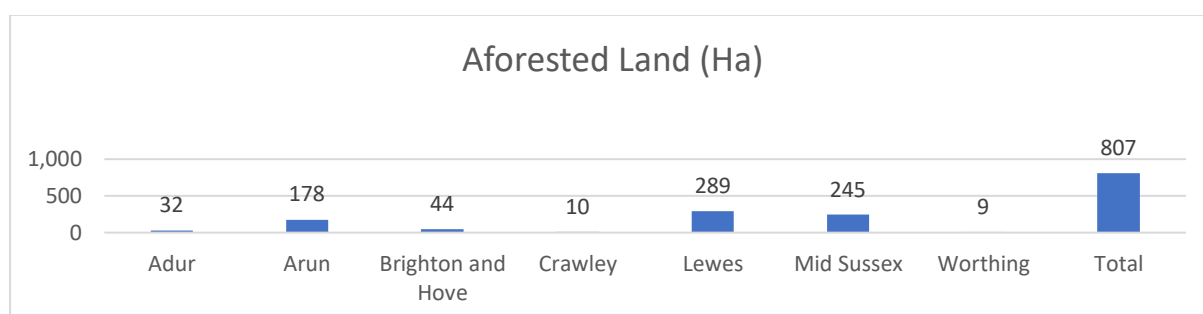 Aforested Land (Ha)
1,000
500
0
32
178
44
10
289
245
9
807
Adur
Arun
Brighton and
Hove
Crawley
Lewes
Mid Sussex
Worthing
Total